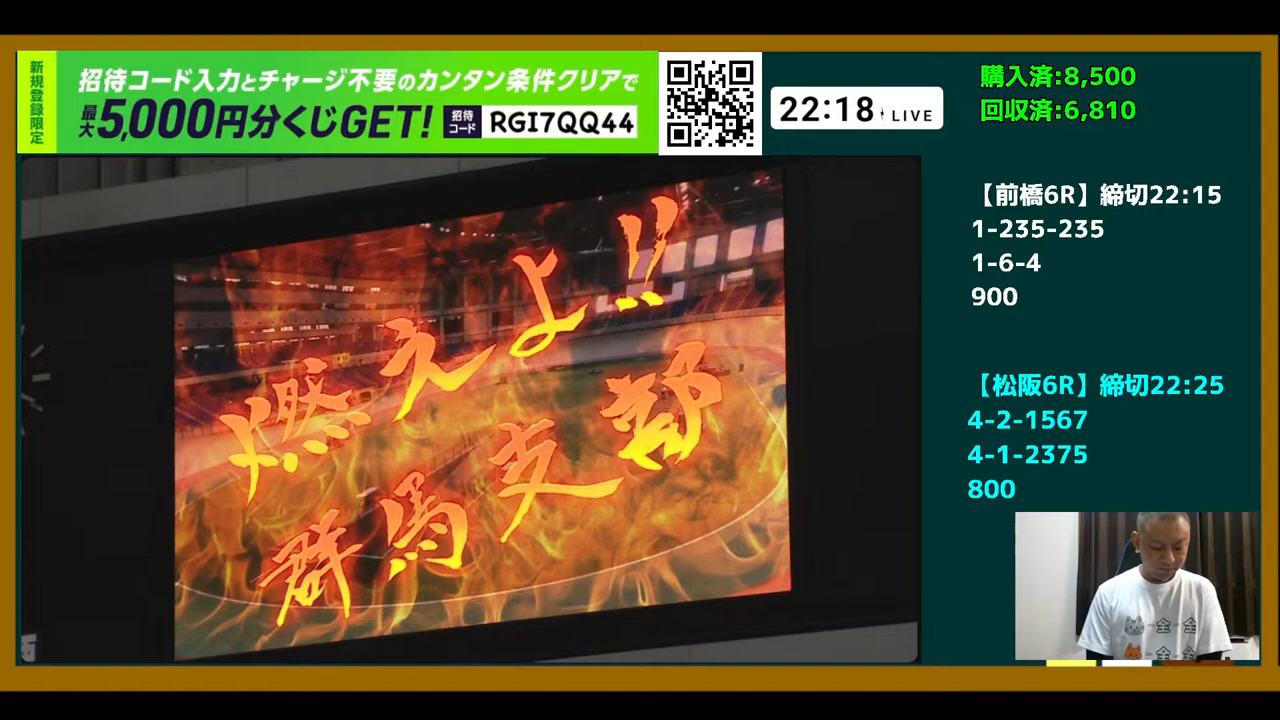 新規登録限定
招待コード入力とチャージ不要のカンタン条件クリアで
最大5,000円分くじGET!
招待コード RGI7QQ44
22:18 LIVE
購入済:8,500
回収済:6,810
【前橋6R】締切22:15
1-235-235
1-6-4
900
【松阪6R】締切22:25
4-2-1567
4-1-2375
800
燃えよ!!
群馬支部
全 全
全 全